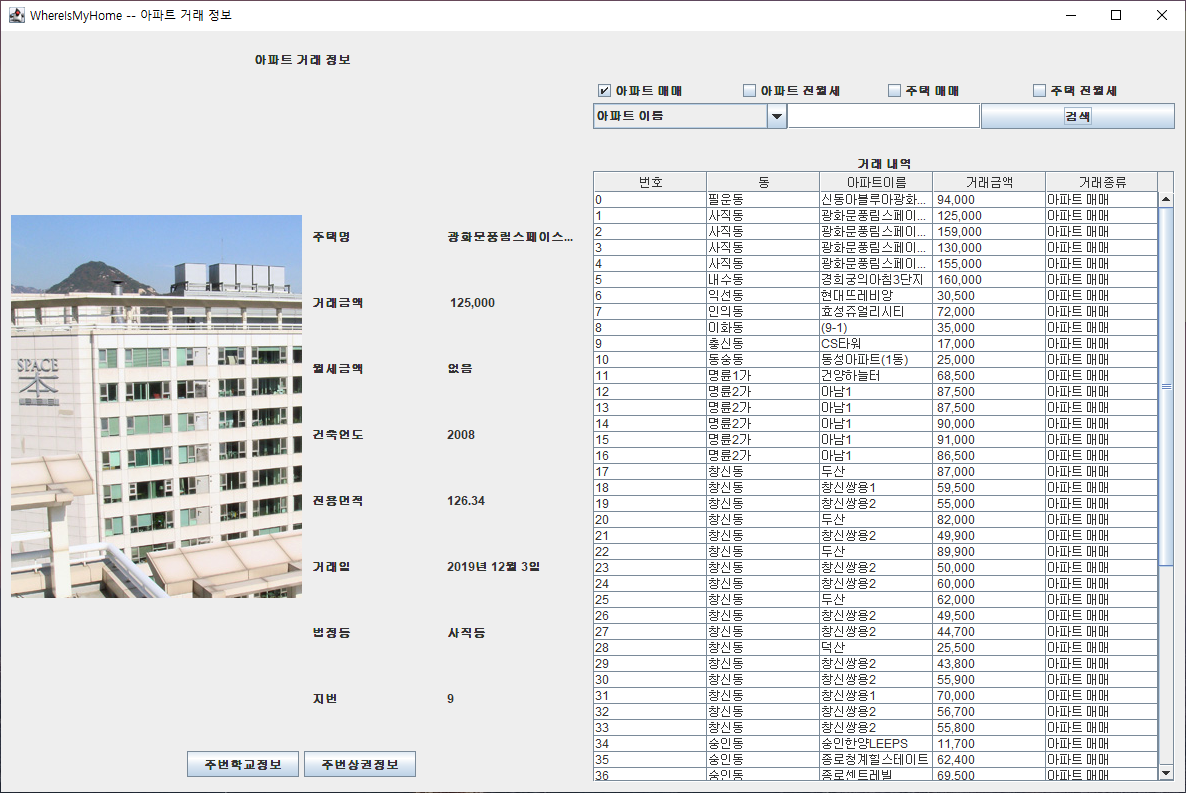 WhereIsMyHome -- 아파트 거래 정보
아파트 거래 정보
아파트 매매 아파트 전월세 주택 매매 주택 전월세
아파트 이름 검색
거래 내역
SPACE
本
주택명 광화문풍림스페이스...
거래금액 125,000
월세금액 없음
건축연도 2008
전용면적 126.34
거래일 2019년 12월 3일
법정동 사직동
지번 9
주변학교정보 주변상권정보
번호 동 아파트이름 거래금액 거래종류
0 필운동 신동아블루아광화... 94,000 아파트 매매
1 사직동 광화문풍림스페이... 125,000 아파트 매매
2 사직동 광화문풍림스페이... 159,000 아파트 매매
3 사직동 광화문풍림스페이... 130,000 아파트 매매
4 사직동 광화문풍림스페이... 155,000 아파트 매매
5 내수동 경희궁의아침3단지 160,000 아파트 매매
6 익선동 현대뜨레비앙 30,500 아파트 매매
7 인의동 효성쥬얼리시티 72,000 아파트 매매
8 이화동 (9-1) 35,000 아파트 매매
9 충신동 CS타워 17,000 아파트 매매
10 동숭동 동성아파트(1동) 25,000 아파트 매매
11 명륜1가 건양하늘터 68,500 아파트 매매
12 명륜2가 아남1 87,500 아파트 매매
13 명륜2가 아남1 87,500 아파트 매매
14 명륜2가 아남1 90,000 아파트 매매
15 명륜2가 아남1 91,000 아파트 매매
16 명륜2가 아남1 86,500 아파트 매매
17 창신동 두산 87,000 아파트 매매
18 창신동 창신쌍용1 59,500 아파트 매매
19 창신동 창신쌍용2 55,000 아파트 매매
20 창신동 두산 82,000 아파트 매매
21 창신동 창신쌍용2 49,900 아파트 매매
22 창신동 두산 89,900 아파트 매매
23 창신동 창신쌍용2 50,000 아파트 매매
24 창신동 창신쌍용2 60,000 아파트 매매
25 창신동 두산 62,000 아파트 매매
26 창신동 창신쌍용2 49,500 아파트 매매
27 창신동 창신쌍용2 44,700 아파트 매매
28 창신동 덕산 25,500 아파트 매매
29 창신동 창신쌍용2 43,800 아파트 매매
30 창신동 창신쌍용2 55,900 아파트 매매
31 창신동 창신쌍용1 70,000 아파트 매매
32 창신동 창신쌍용2 56,700 아파트 매매
33 창신동 창신쌍용2 55,800 아파트 매매
34 숭인동 숭인한양LEEPS 11,700 아파트 매매
35 숭인동 종로청계힐스테이트 62,400 아파트 매매
36 숭인동 종로센트레빌 69,500 아파트 매매